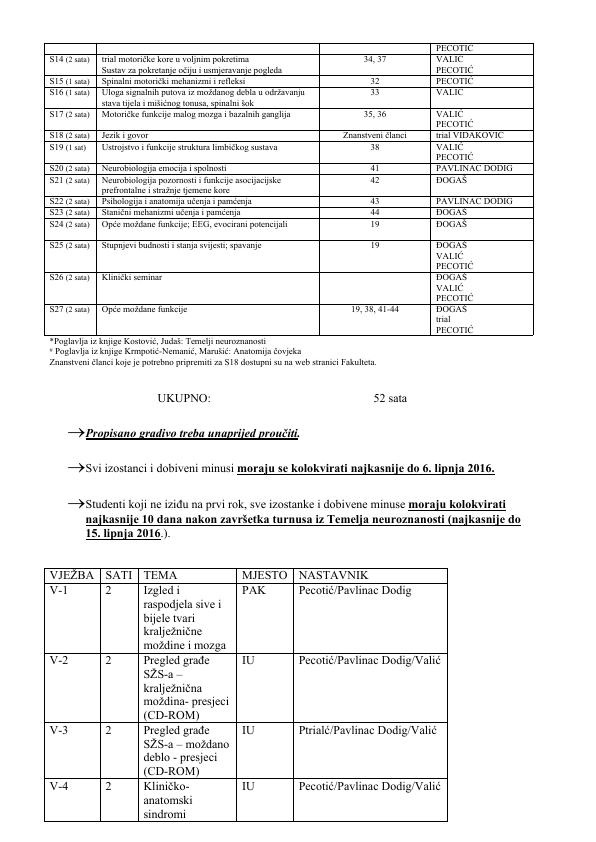 PECOTIĆ
S14 (2 sata) trial motoričke kore u voljnim pokretima 34, 37 VALIĆ
Sustav za pokretanje očiju i usmjeravanje pogleda PECOTIĆ
S15 (1 sata) Spinalni motorički mehanizmi i refleksi 32 PECOTIĆ
S16 (1 sata) Uloga signalnih putova iz moždanog debla u održavanju 33 VALIĆ
stava tijela i mišićnog tonusa, spinalni šok
S17 (2 sata) Motoričke funkcije malog mozga i bazalnih ganglija 35, 36 VALIĆ
PECOTIĆ
S18 (2 sata) Jezik i govor Znanstveni članci trial VIDAKOVIĆ
S19 (1 sat) Ustrojstvo i funkcije struktura limbičkog sustava 38 VALIĆ
PECOTIĆ
S20 (2 sata) Neurobiologija emocija i spolnosti 41 PAVLINAC DODIG
S21 (2 sata) Neurobiologija pozornosti i funkcije asocijacijske 42 ĐOGAŠ
prefrontalne i stražnje tjemene kore
S22 (2 sata) Psihologija i anatomija učenja i pamćenja 43 PAVLINAC DODIG
S23 (2 sata) Stanični mehanizmi učenja i pamćenja 44 ĐOGAŠ
S24 (2 sata) Opće moždane funkcije; EEG, evocirani potencijali 19 ĐOGAŠ
S25 (2 sata) Stupnjevi budnosti i stanja svijesti; spavanje 19 ĐOGAŠ
VALIĆ
PECOTIĆ
S26 (2 sata) Klinički seminar ĐOGAŠ
VALIĆ
PECOTIĆ
S27 (2 sata) Opće moždane funkcije 19, 38, 41-44 ĐOGAŠ
trial
PECOTIĆ
*Poglavlja iz knjige Kostović, Judaš: Temelji neuroznanosti
Poglavlja iz knjige Krmpotić-Nemanić, Marušić: Anatomija čovjeka
Znanstveni članci koje je potrebno pripremiti za S18 dostupni su na web stranici Fakulteta.
UKUPNO: 52 sata
→Propisano gradivo treba unaprijed proučiti.
→Svi izostanci i dobiveni minusi moraju se kolokvirati najkasnije do 6. lipnja 2016.
→Studenti koji ne iziđu na prvi rok, sve izostanke i dobivene minuse moraju kolokvirati
najkasnije 10 dana nakon završetka turnusa iz Temelja neuroznanosti (najkasnije do
15. lipnja 2016.).
VJEŽBA SATI TEMA MJESTO NASTAVNIK
V-1 2 Izgled i PAK Pecotić/Pavlinac Dodig
raspodjela sive i
bijele tvari
kralježnične
moždine i mozga
V-2 2 Pregled građe IU Pecotić/Pavlinac Dodig/Valić
SŽS-a –
kralježnična
moždina- presjeci
(CD-ROM)
V-3 2 Pregled građe IU Ptrialć/Pavlinac Dodig/Valić
SŽS-a – moždano
deblo - presjeci
(CD-ROM)
V-4 2 Kliničko- IU Pecotić/Pavlinac Dodig/Valić
anatomski
sindromi